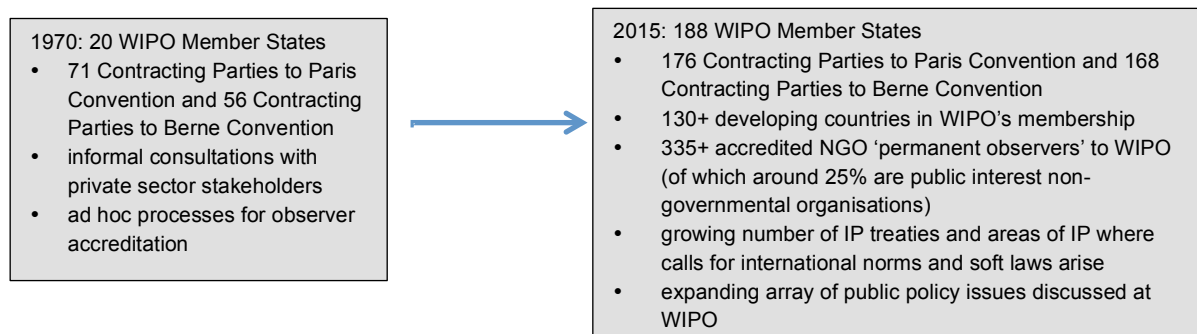 1970: 20 WIPO Member States
• 71 Contracting Parties to Paris
Convention and 56 Contracting
Parties to Berne Convention
• informal consultations with
private sector stakeholders
• ad hoc processes for observer
accreditation
2015: 188 WIPO Member States
• 176 Contracting Parties to Paris Convention and 168
Contracting Parties to Berne Convention
• 130+ developing countries in WIPO’s membership
• 335+ accredited NGO ‘permanent observers’ to WIPO
(of which around 25% are public interest non-
governmental organisations)
• growing number of IP treaties and areas of IP where
calls for international norms and soft laws arise
• expanding array of public policy issues discussed at
WIPO